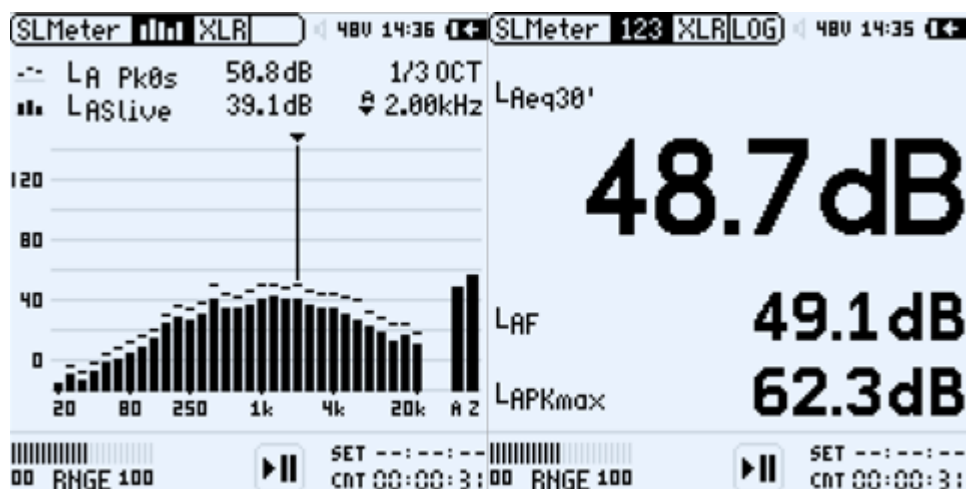 SLMeter XLR 48V 14:36
LA Pk0s 50.8dB 1/3 OCT
LASlive 39.1dB A 2.00kHz
120
80
40
0
20 80 250 1k 4k 20k A Z
SET --:--:--
00 RNGE 100 CNT 00:00:31
SLMeter 123 XLR LOG 48V 14:35
LAeq30'
48.7dB
LAF 49.1dB
LAPKmax 62.3dB
SET --:--:--
00 RNGE 100 CNT 00:00:31